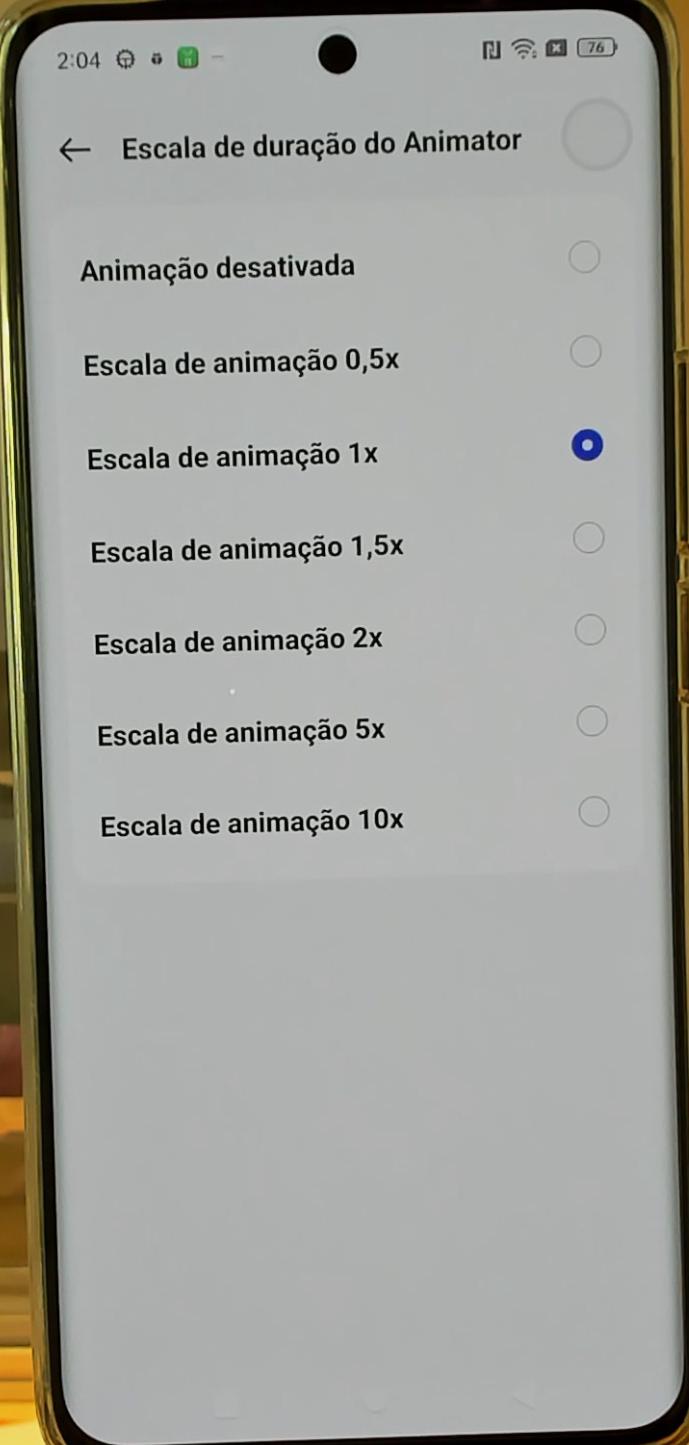 2:04
76
Escala de duração do Animator
Animação desativada
Escala de animação 0,5x
Escala de animação 1x
Escala de animação 1,5x
Escala de animação 2x
Escala de animação 5x
Escala de animação 10x